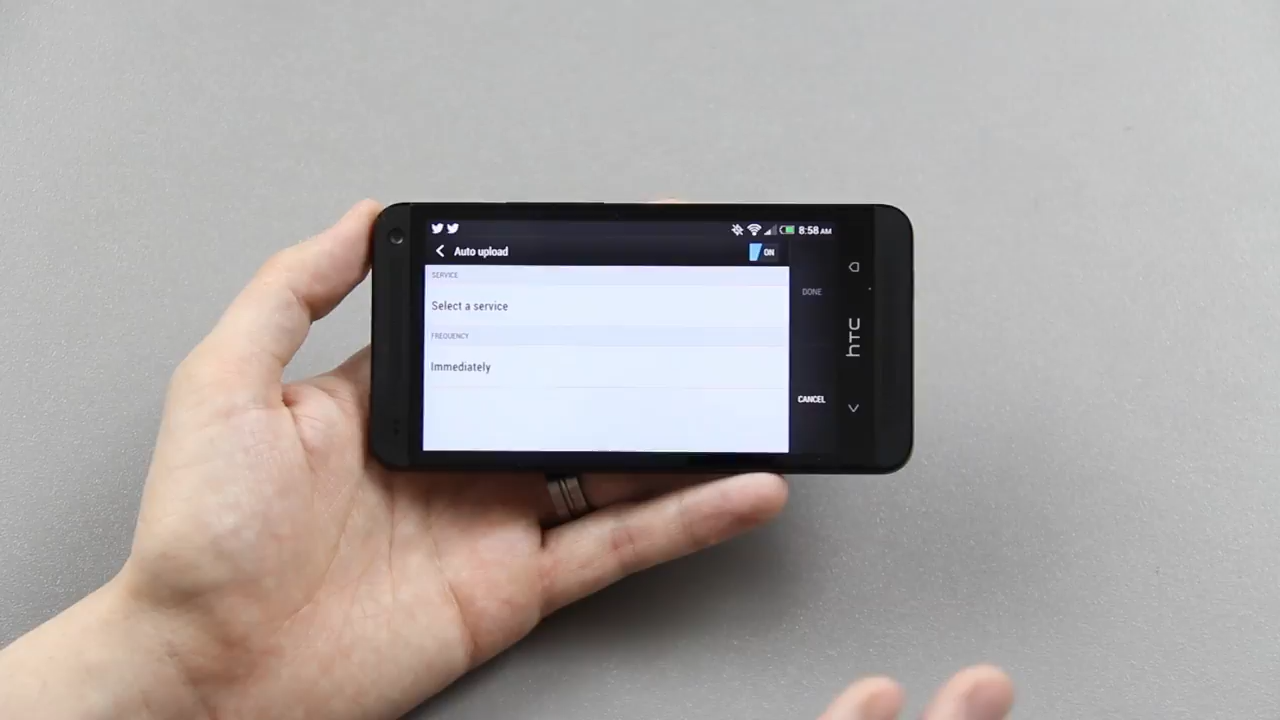 8:58 AM
Auto upload
ON
SERVICE
Select a service
FREQUENCY
Immediately
DONE
CANCEL
hTC